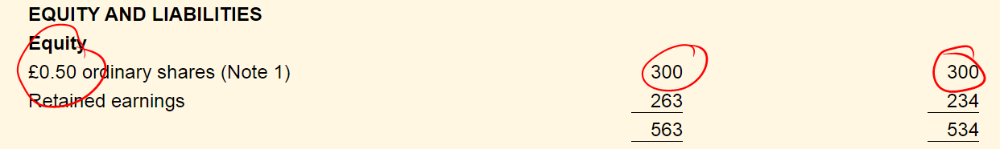 EQUITY AND LIABILITIES
Equity
£0.50 ordinary shares (Note 1) 300 300
Retained earnings 263 234
563 534